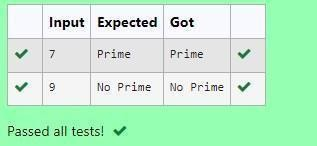 Input Expected Got
7 Prime Prime
9 No Prime No Prime
Passed all tests!